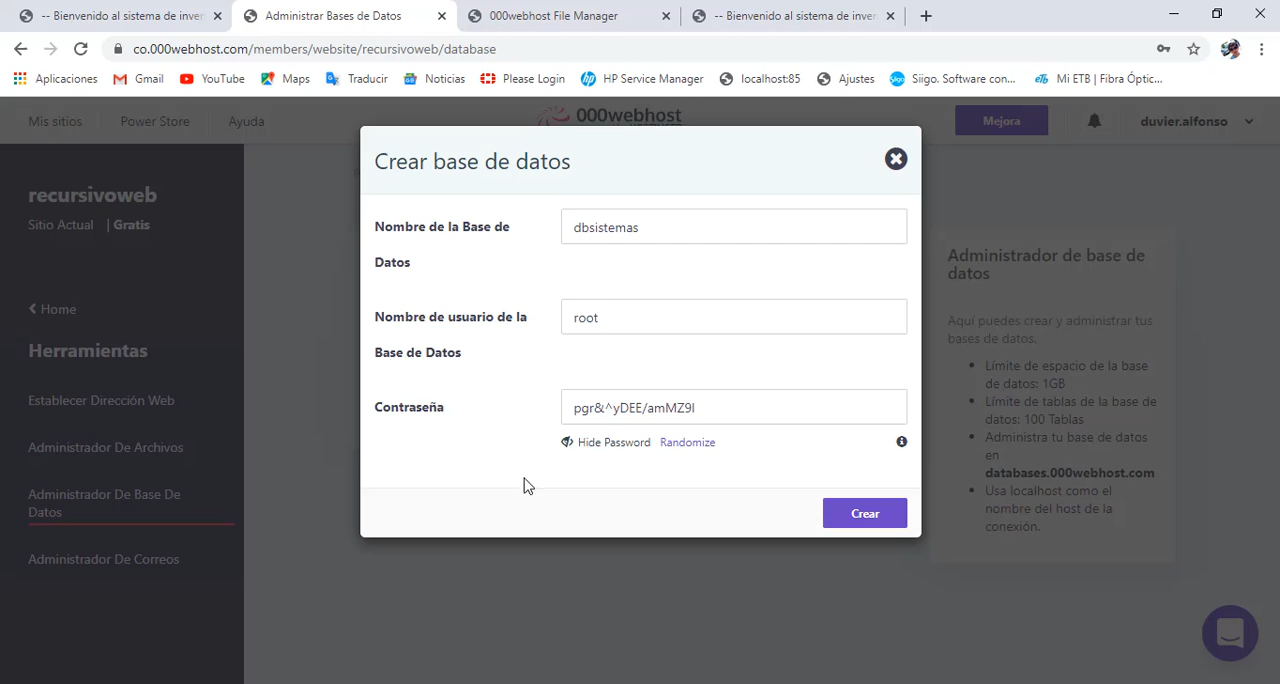 -- Bienvenido al sistema de inver
Administrar Bases de Datos
000webhost File Manager
-- Bienvenido al sistema de inver
co.000webhost.com/members/website/recursivoweb/database
Aplicaciones
Gmail
YouTube
Maps
Traducir
Noticias
Please Login
HP Service Manager
localhost:85
Ajustes
Siigo. Software con...
Mi ETB | Fibra Óptic...
Mis sitios
Power Store
Ayuda
000webhost
Mejora
duvier.alfonso
recursivoweb
Sitio Actual | Gratis
Home
Herramientas
Establecer Dirección Web
Administrador De Archivos
Administrador De Base De
Datos
Administrador De Correos
Crear base de datos
Nombre de la Base de
Datos
dbsistemas
Nombre de usuario de la
Base de Datos
root
Contraseña
pgr&^yDEE/amMZ9I
Hide Password Randomize
Crear
Administrador de base de
datos
Aquí puedes crear y administrar tus
bases de datos.
Límite de espacio de la base
de datos: 1GB
Límite de tablas de la base de
datos: 100 Tablas
Administra tu base de datos
en
databases.000webhost.com
Usa localhost como el
nombre del host de la
conexión.